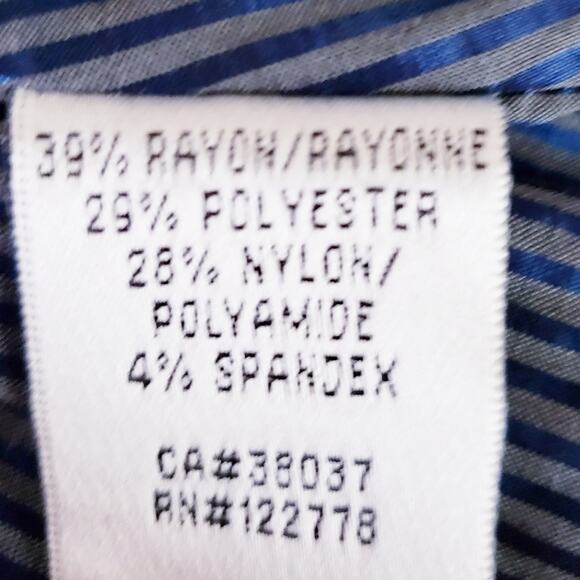 39% RAYON/RAYONNE
29% POLYESTER
28% NYLON/
POLYAMIDE
4% SPANDEX
CA#38037
RN#122778